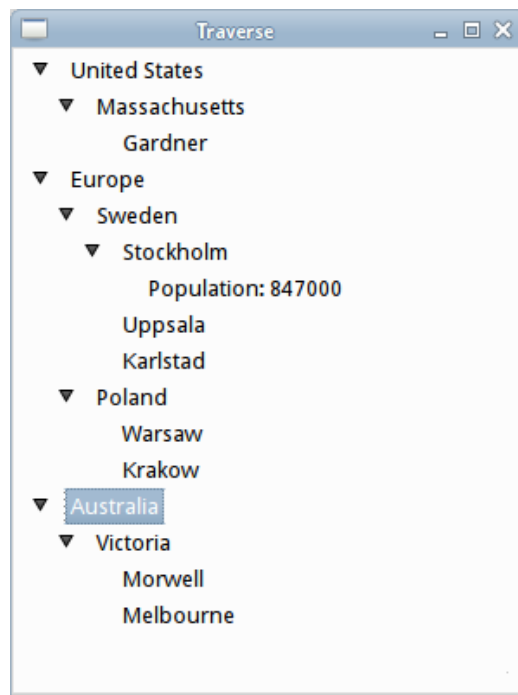 Traverse
United States
Massachusetts
Gardner
Europe
Sweden
Stockholm
Population: 847000
Uppsala
Karlstad
Poland
Warsaw
Krakow
Australia
Victoria
Morwell
Melbourne